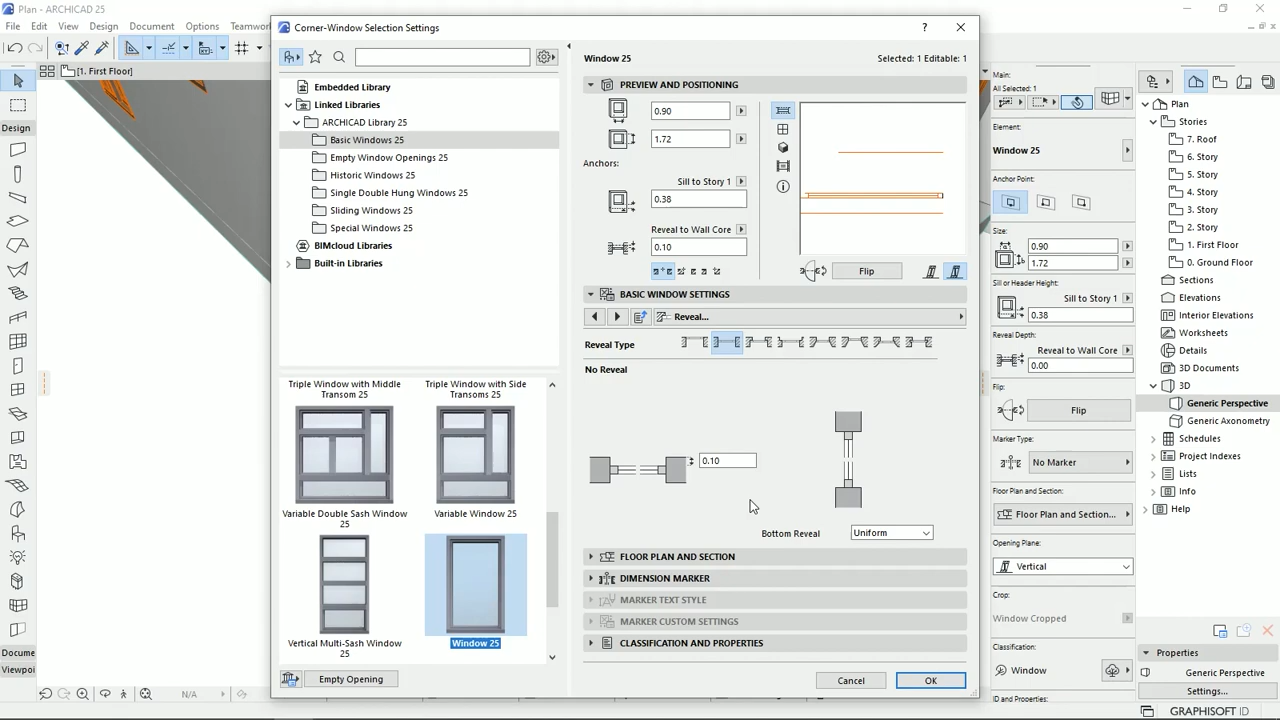 Plan - ARCHICAD 25
File Edit View Design Document Options Teamwork
[1. First Floor]
Design
Docume
Viewpoi
N/A
Corner-Window Selection Settings
?
Embedded Library
Linked Libraries
ARCHICAD Library 25
Basic Windows 25
Empty Window Openings 25
Historic Windows 25
Single Double Hung Windows 25
Sliding Windows 25
Special Windows 25
BIMcloud Libraries
Built-in Libraries
Triple Window with Middle
Transom 25
Triple Window with Side
Transoms 25
Variable Double Sash Window
25
Variable Window 25
Vertical Multi-Sash Window
25
Window 25
Empty Opening
Window 25
Selected: 1 Editable: 1
PREVIEW AND POSITIONING
0.90
1.72
Anchors:
Sill to Story 1
0.38
Reveal to Wall Core
0.10
Flip
BASIC WINDOW SETTINGS
Reveal...
Reveal Type
No Reveal
0.10
Bottom Reveal
Uniform
FLOOR PLAN AND SECTION
DIMENSION MARKER
MARKER TEXT STYLE
MARKER CUSTOM SETTINGS
CLASSIFICATION AND PROPERTIES
Cancel
OK
Main:
All Selected: 1
Element:
Window 25
Anchor Point:
Size:
0.90
1.72
Sill or Header Height:
Sill to Story 1
0.38
Reveal Depth:
Reveal to Wall Core
0.00
Flip:
Flip
Marker Type:
No Marker
Floor Plan and Section:
Floor Plan and Section...
Opening Plane:
Vertical
Crop:
Window Cropped
Classification:
Window
ID and Properties:
Plan
Stories
7. Roof
6. Story
5. Story
4. Story
3. Story
2. Story
1. First Floor
0. Ground Floor
Sections
Elevations
Interior Elevations
Worksheets
Details
3D Documents
3D
Generic Perspective
Generic Axonometry
Schedules
Project Indexes
Lists
Info
Help
Properties
Generic Perspective
Settings...
GRAPHISOFT ID